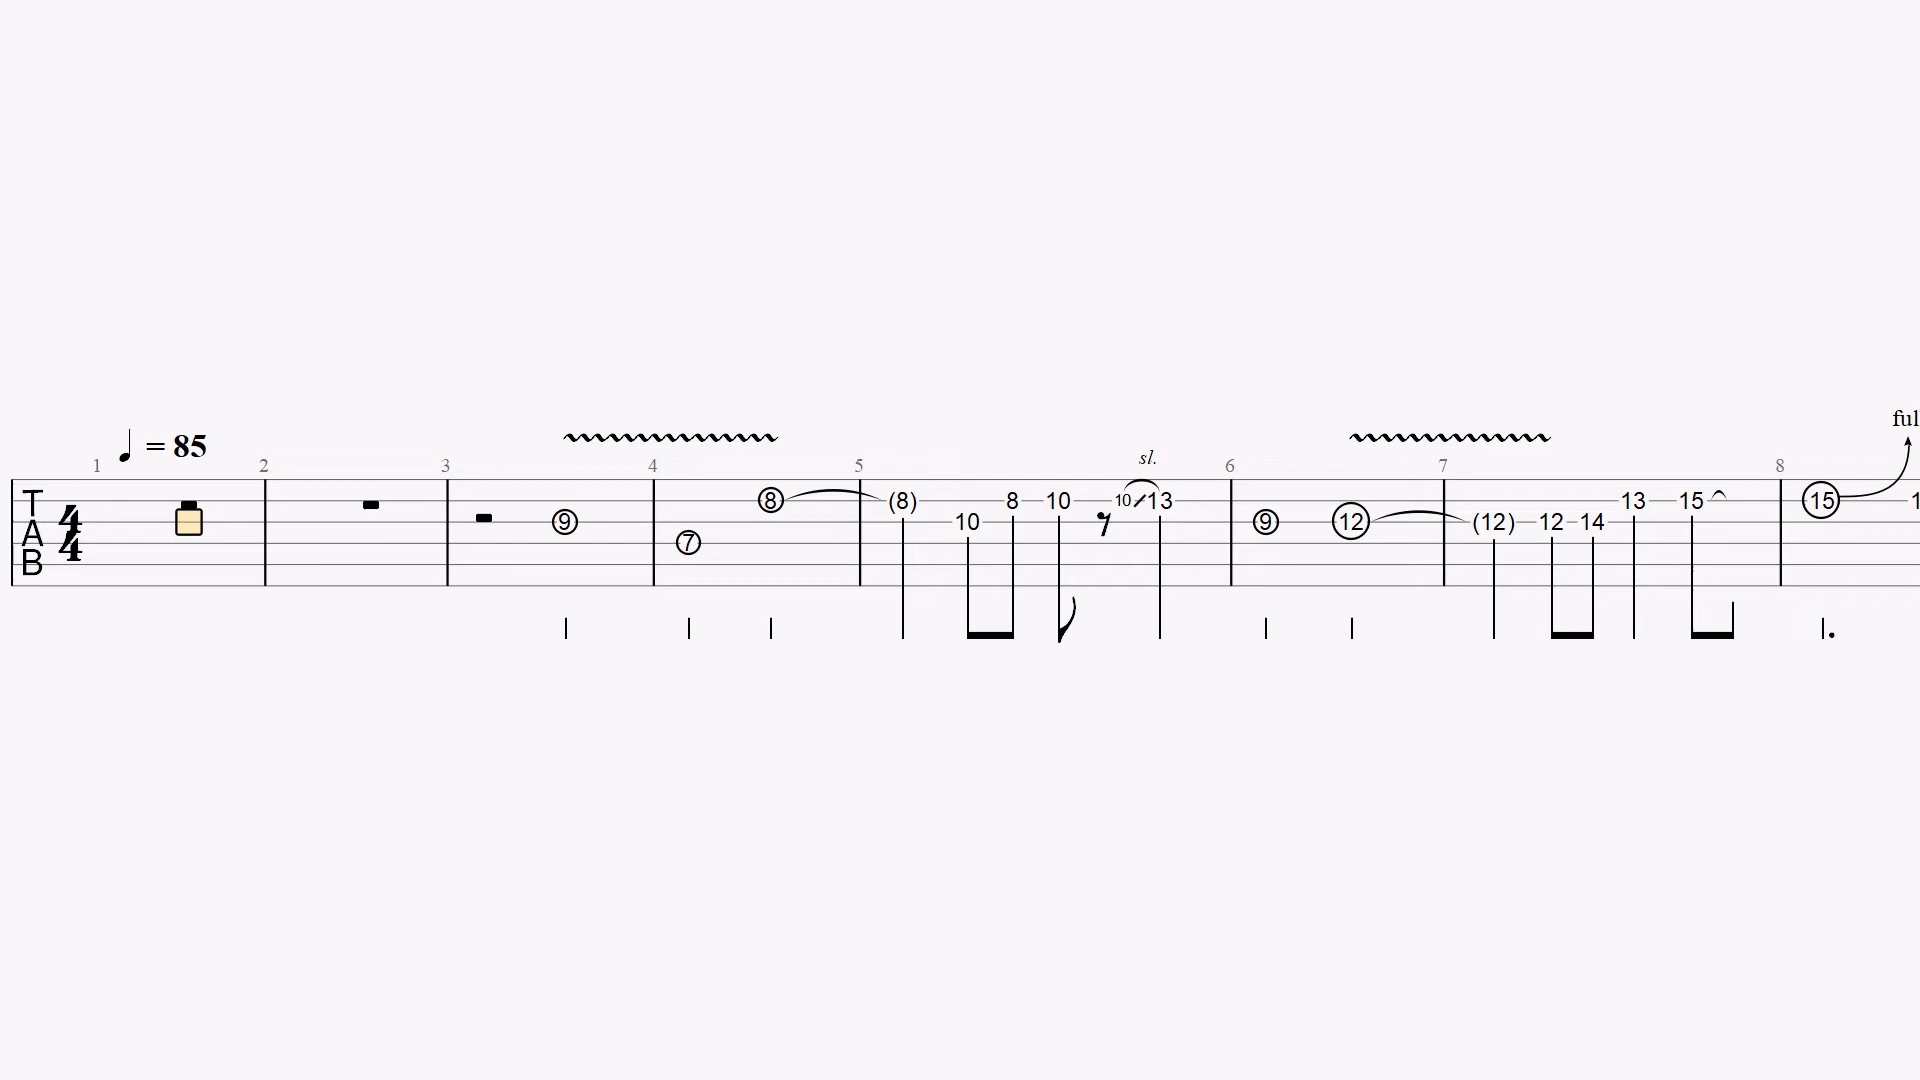 ful
♩ = 85
sl.
1 2 3 4 5 6 7 8
T
A
B
4
4
8 (8) 8 10 10 13 13 15 15
9 10 9 12 (12) 12 14
7